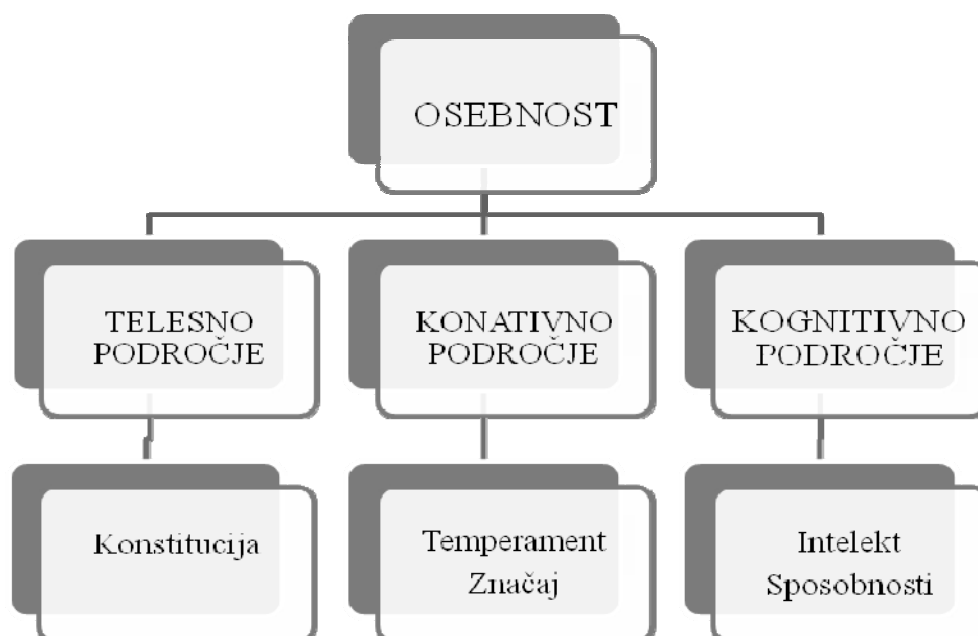 OSEBNOST
TELESNO
PODROČJE
KONATIVNO
PODROČJE
KOGNITIVNO
PODROČJE
Konstitucija
Temperament
Značaj
Intelekt
Sposobnosti